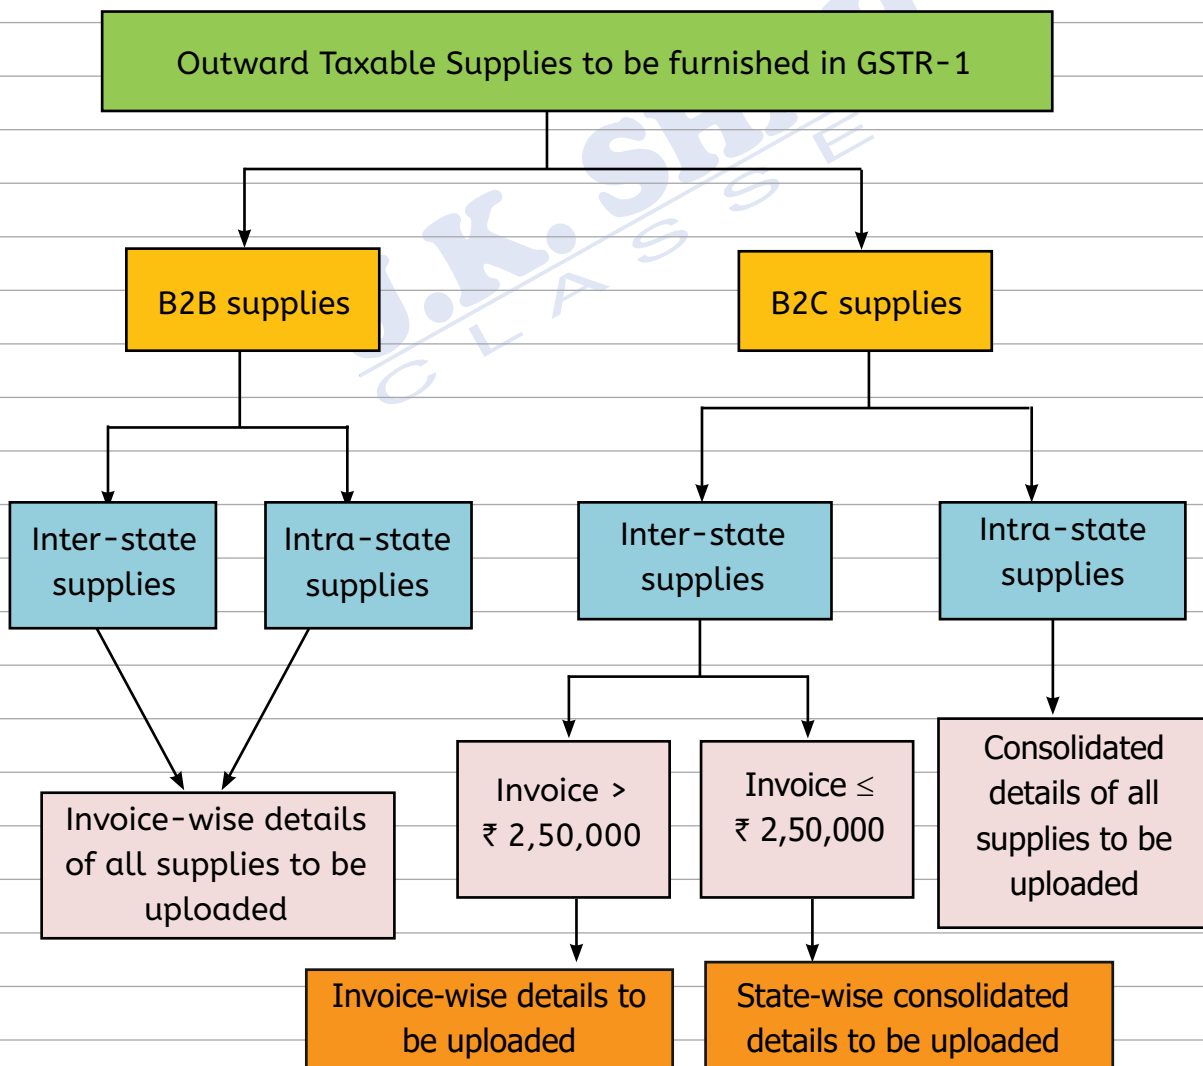 Outward Taxable Supplies to be furnished in GSTR-1
B2B supplies
B2C supplies
Inter-state
supplies
Intra-state
supplies
Inter-state
supplies
Intra-state
supplies
Invoice-wise details
of all supplies to be
uploaded
Invoice >
₹ 2,50,000
Invoice ≤
₹ 2,50,000
Consolidated
details of all
supplies to be
uploaded
Invoice-wise details to
be uploaded
State-wise consolidated
details to be uploaded
J.K.
CLASSE